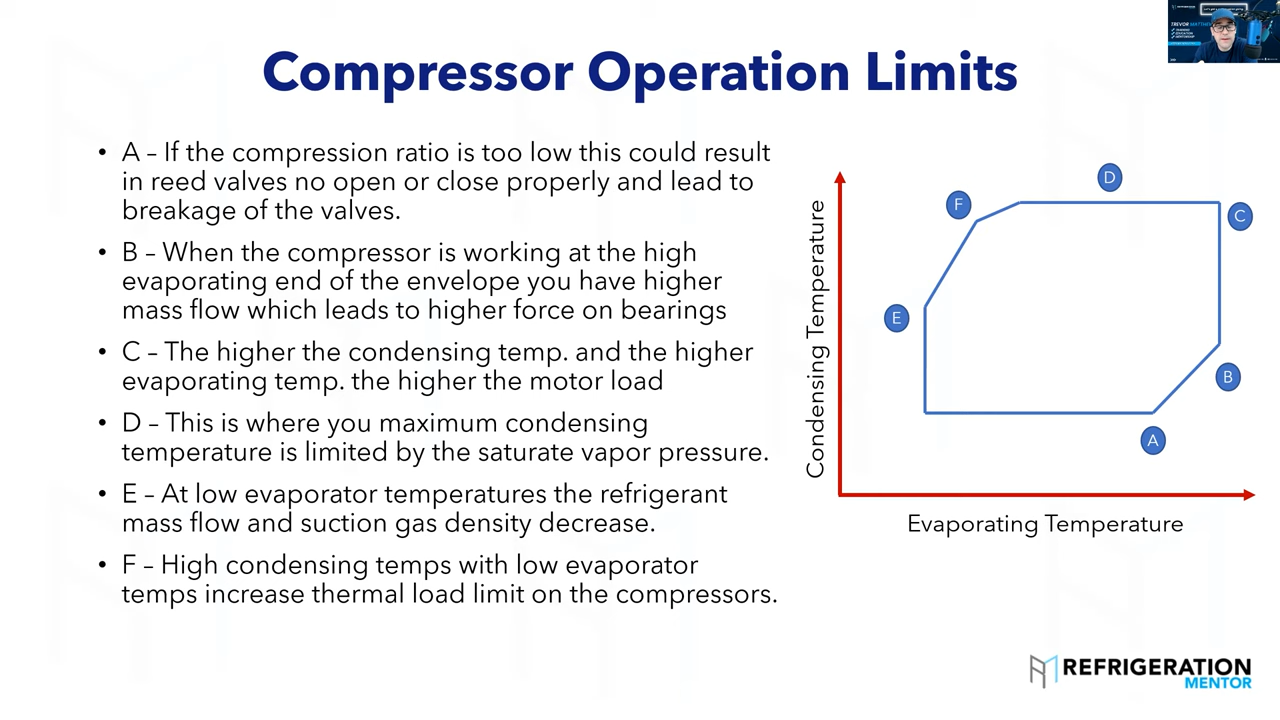 Compressor Operation Limits
• A – If the compression ratio is too low this could result
in reed valves no open or close properly and lead to
breakage of the valves.
• B – When the compressor is working at the high
evaporating end of the envelope you have higher
mass flow which leads to higher force on bearings
• C – The higher the condensing temp. and the higher
evaporating temp. the higher the motor load
• D – This is where you maximum condensing
temperature is limited by the saturate vapor pressure.
• E – At low evaporator temperatures the refrigerant
mass flow and suction gas density decrease.
• F – High condensing temps with low evaporator
temps increase thermal load limit on the compressors.
D
F
C
E
B
A
Condensing Temperature
Evaporating Temperature
REFRIGERATION
MENTOR